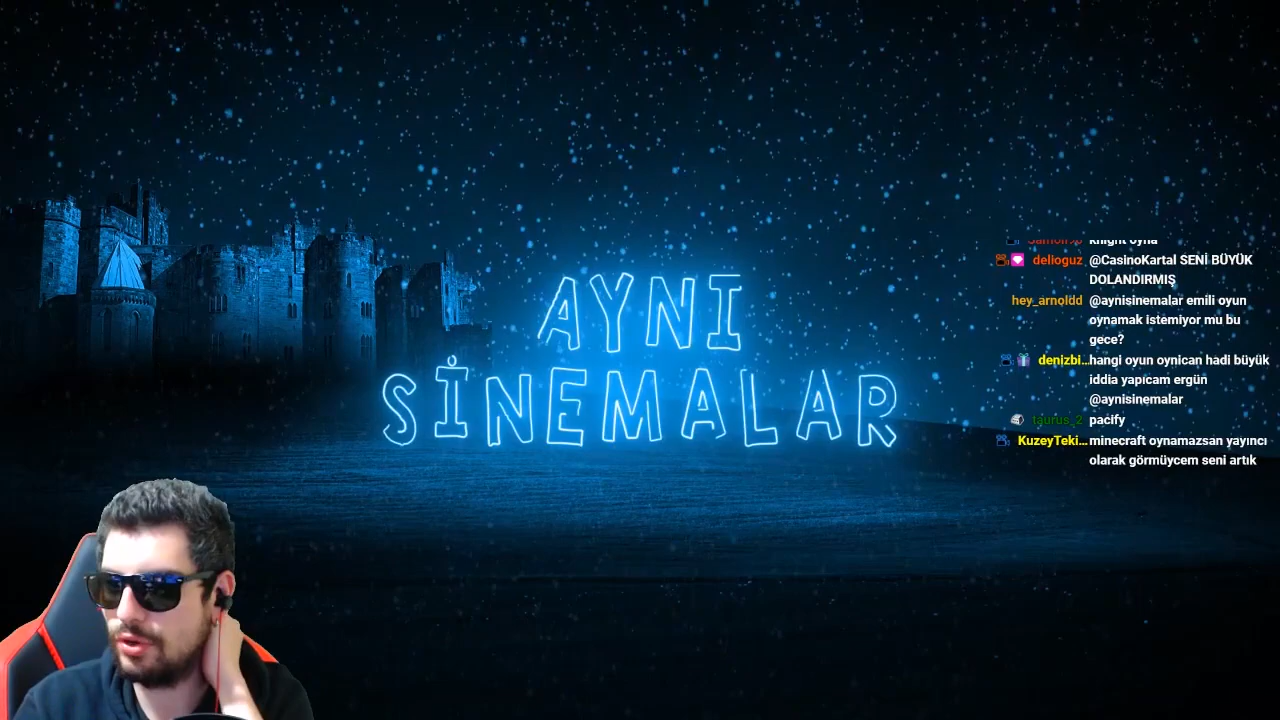 AYNI
SİNEMALAR
knight oyna
delioguz @CasinoKartal SENİ BÜYÜK
DOLANDIRMIŞ
hey_arnoldd @aynisinemalar emili oyun
oynamak istemiyor mu bu
gece?
denizbi... hangi oyun oynican hadi büyük
iddia yapıcam ergün
@aynisinemalar
taurus_2 pacify
KuzeyTeki... minecraft oynamazsan yayıncı
olarak görmüycem seni artık